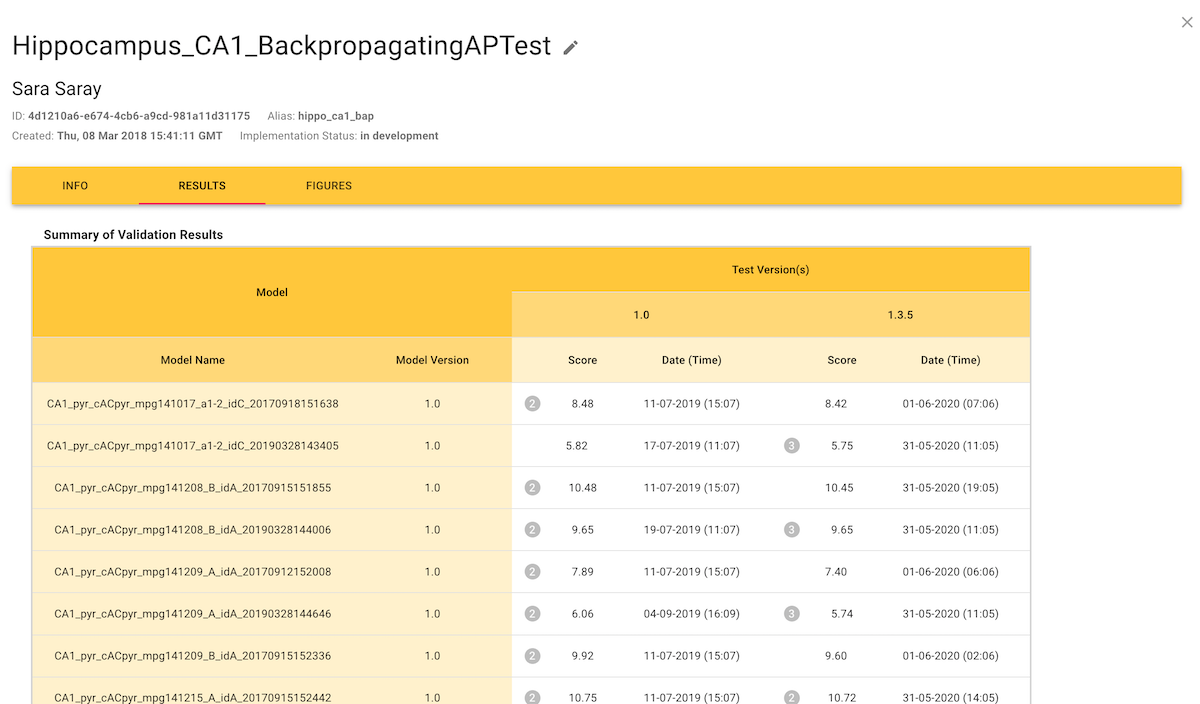 Hippocampus_CA1_BackpropagatingAPTest
Sara Saray
ID: 4d1210a6-e674-4cb6-a9cd-981a11d31175 Alias: hippo_ca1_bap
Created: Thu, 08 Mar 2018 15:41:11 GMT Implementation Status: in development
INFO RESULTS FIGURES
Summary of Validation Results
Model Test Version(s)
1.0 1.3.5
Model Name Model Version Score Date (Time) Score Date (Time)
CA1_pyr_cACpyr_mpg141017_a1-2_idC_20170918151638 1.0 2 8.48 11-07-2019 (15:07) 8.42 01-06-2020 (07:06)
CA1_pyr_cACpyr_mpg141017_a1-2_idC_20190328143405 1.0 5.82 17-07-2019 (11:07) 3 5.75 31-05-2020 (11:05)
CA1_pyr_cACpyr_mpg141208_B_idA_20170915151855 1.0 2 10.48 11-07-2019 (15:07) 10.45 31-05-2020 (19:05)
CA1_pyr_cACpyr_mpg141208_B_idA_20190328144006 1.0 2 9.65 19-07-2019 (11:07) 3 9.65 31-05-2020 (11:05)
CA1_pyr_cACpyr_mpg141209_A_idA_20170912152008 1.0 2 7.89 11-07-2019 (15:07) 7.40 01-06-2020 (06:06)
CA1_pyr_cACpyr_mpg141209_A_idA_20190328144646 1.0 2 6.06 04-09-2019 (16:09) 3 5.74 31-05-2020 (11:05)
CA1_pyr_cACpyr_mpg141209_B_idA_20170915152336 1.0 2 9.92 11-07-2019 (15:07) 9.60 01-06-2020 (02:06)
CA1_pyr_cACpyr_mpg141215_A_idA_20170915152442 1.0 2 10.75 11-07-2019 (15:07) 2 10.72 31-05-2020 (14:05)